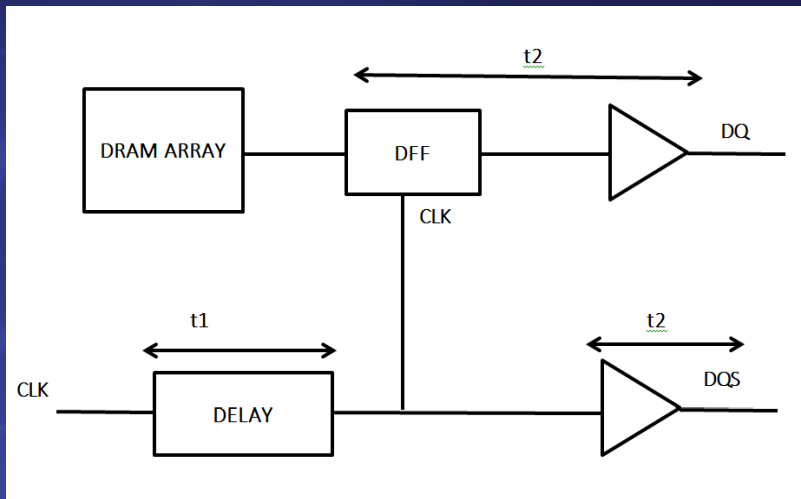 t2
DRAM ARRAY
DFF
DQ
CLK
t1
t2
CLK
DELAY
DQS